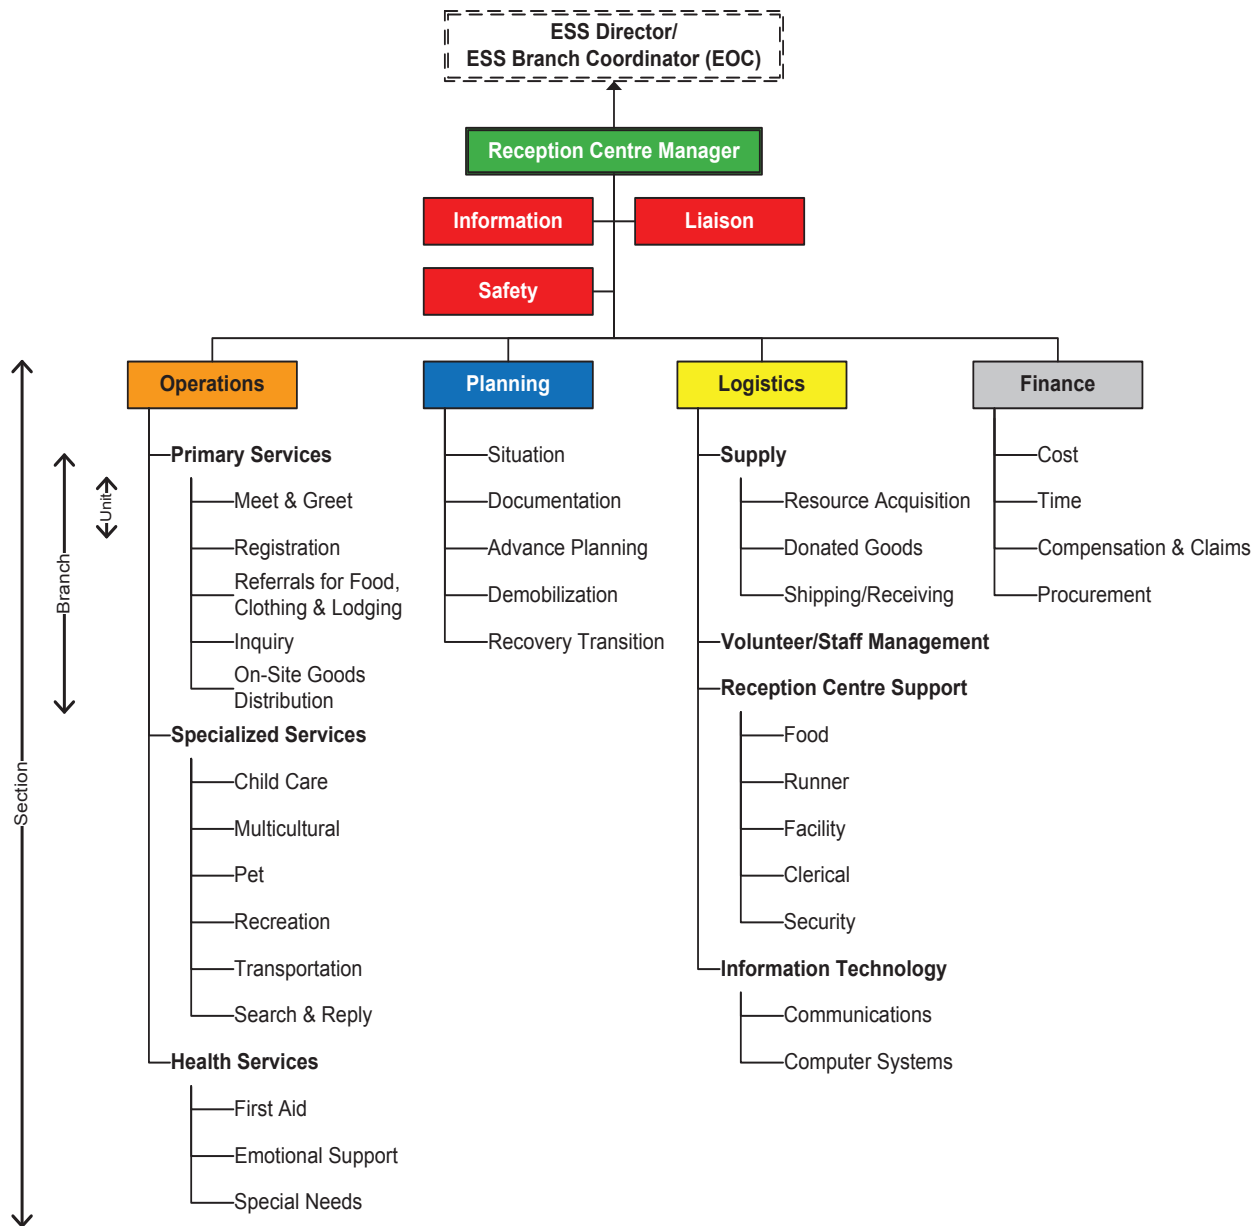 ESS Director/
ESS Branch Coordinator (EOC)
Reception Centre Manager
Information
Liaison
Safety
Operations
Planning
Logistics
Finance
Section
Branch
Unit
Primary Services
Meet & Greet
Registration
Referrals for Food,
Clothing & Lodging
Inquiry
On-Site Goods
Distribution
Specialized Services
Child Care
Multicultural
Pet
Recreation
Transportation
Search & Reply
Health Services
First Aid
Emotional Support
Special Needs
Situation
Documentation
Advance Planning
Demobilization
Recovery Transition
Supply
Resource Acquisition
Donated Goods
Shipping/Receiving
Volunteer/Staff Management
Reception Centre Support
Food
Runner
Facility
Clerical
Security
Information Technology
Communications
Computer Systems
Cost
Time
Compensation & Claims
Procurement